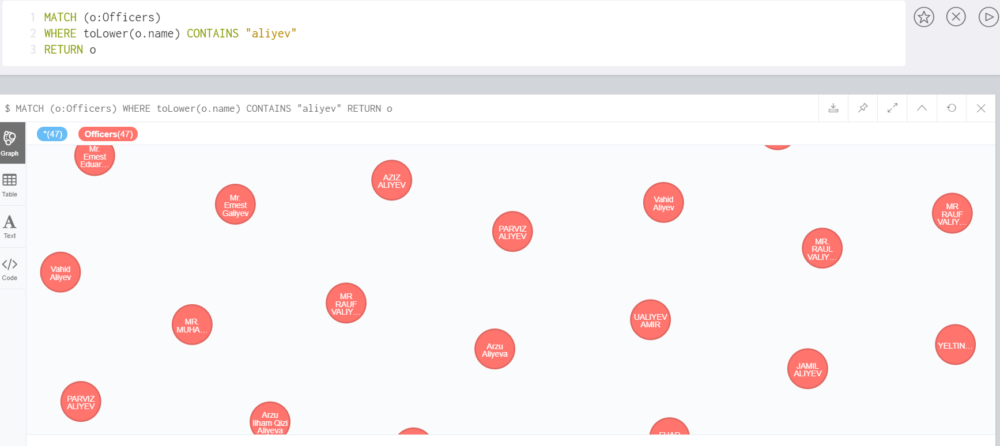 1 MATCH (o:Officers)
2 WHERE toLower(o.name) CONTAINS "aliyev"
3 RETURN o
$ MATCH (o:Officers) WHERE toLower(o.name) CONTAINS "aliyev" RETURN o
*(47) Officers(47)
Graph
Table
Text
Code
Mr.
Ernest
Eduar...
AZIZ
ALIYEV
Mr.
Ernest
Galiyev
Vahid
Aliyev
MR
RAUF
VALIY...
PARVIZ
ALIYEV
MR.
RAUL
VALIY...
Vahid
Aliyev
MR
RAUF
VALIY...
UALIYEV
AMIR
MR.
MUHA...
Arzu
Aliyeva
YELTIN...
JAMIL
ALIYEV
PARVIZ
ALIYEV
Arzu
Ilham Qizi
Aliyeva